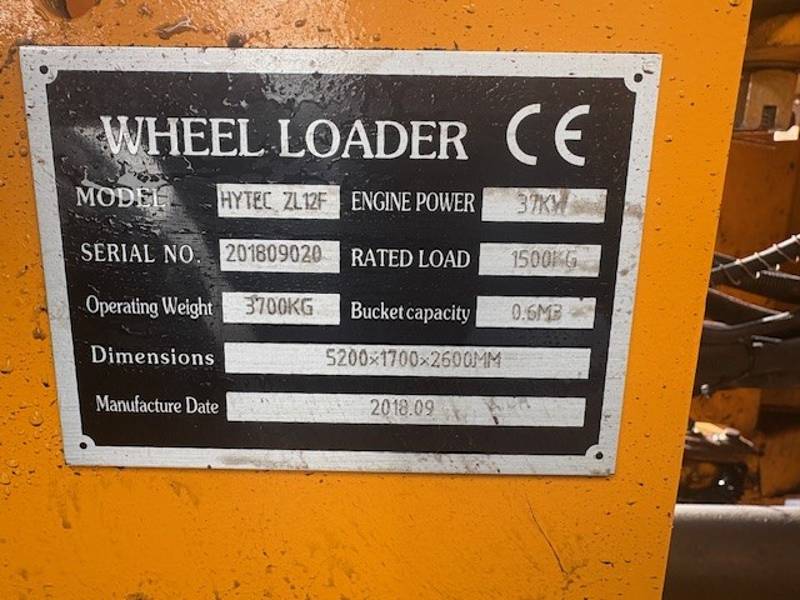 WHEEL LOADER CE
MODEL HYTEC ZL12F ENGINE POWER 37KW
SERIAL NO. 201809020 RATED LOAD 1500KG
Operating Weight 3700KG Bucket capacity 0.6M3
Dimensions 5200×1700×2600MM
Manufacture Date 2018.09